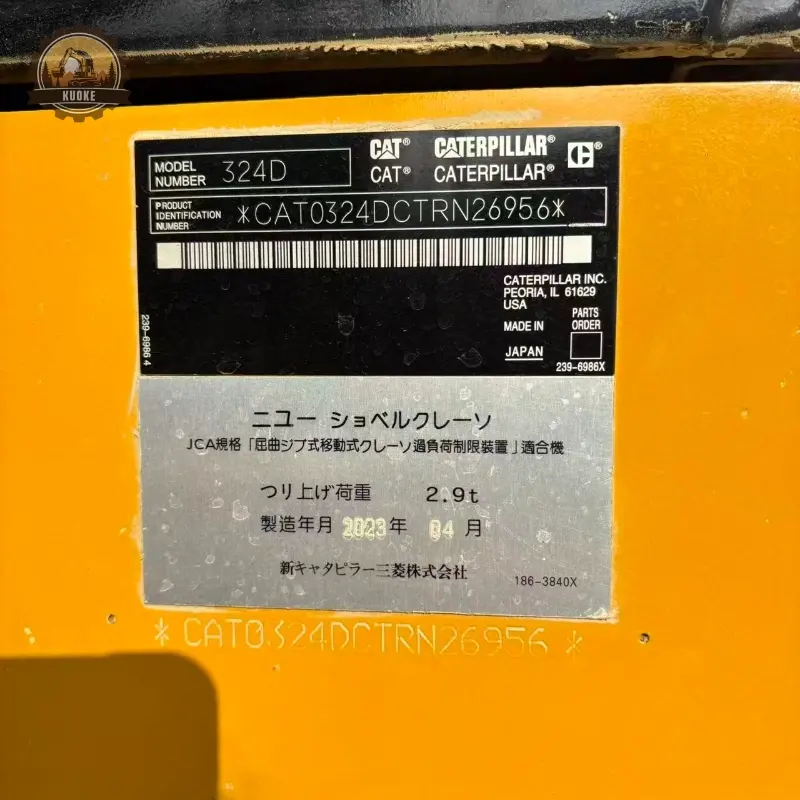 KUOKE
MODEL NUMBER 324D
CAT® CATERPILLAR®
CAT® CATERPILLAR®
PRODUCT IDENTIFICATION NUMBER *CAT0324DCTRN26956*
CATERPILLAR INC.
PEORIA, IL 61629
USA
MADE IN JAPAN
PARTS ORDER
239-6986X
239-6986 4
ニユー ショベルクレーソ
JCA規格「屈曲ジブ式移動式クレーソ過負荷制限装置」適合機
つり上げ荷重 2.9t
製造年月 2023年 04月
新キャタピラー三菱株式会社
186-3840X
*CAT0324DCTRN26956*